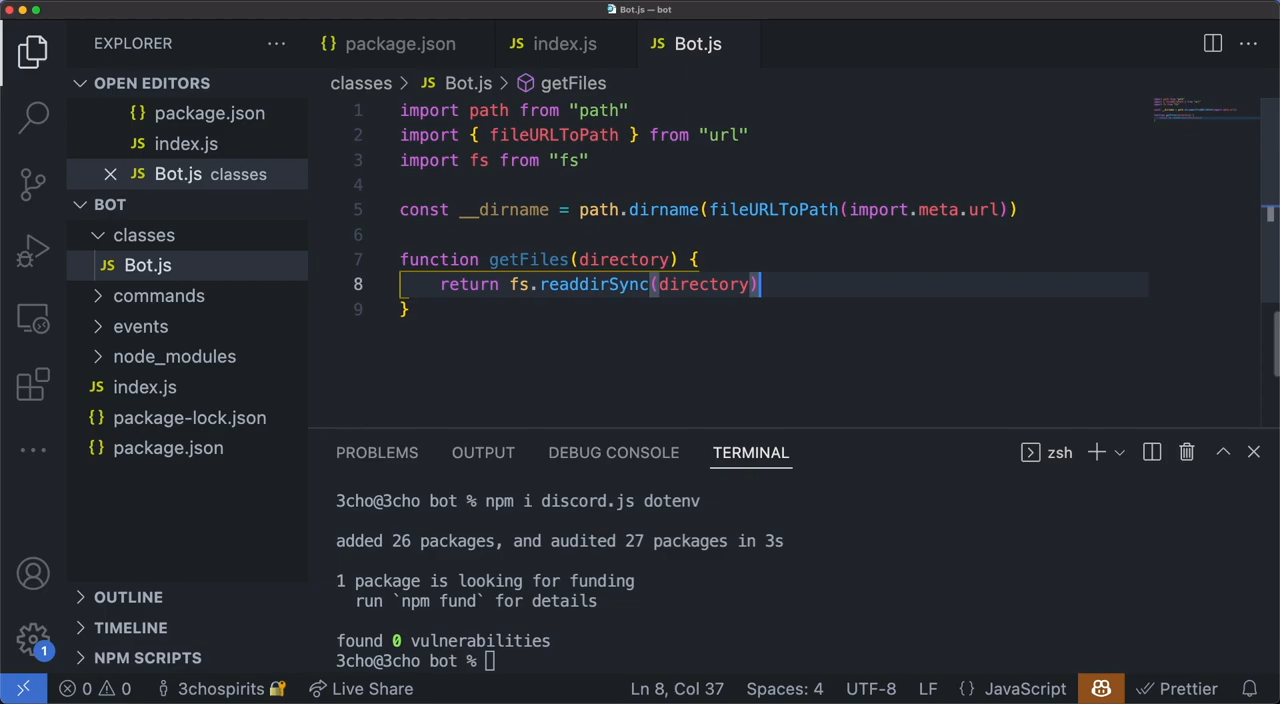 Bot.js — bot
EXPLORER
package.json
JS index.js
JS Bot.js
OPEN EDITORS
{} package.json
JS index.js
JS Bot.js classes
BOT
classes
JS Bot.js
commands
events
node_modules
JS index.js
{} package-lock.json
{} package.json
OUTLINE
TIMELINE
NPM SCRIPTS
classes > JS Bot.js > getFiles
1 import path from "path"
2 import { fileURLToPath } from "url"
3 import fs from "fs"
4
5 const __dirname = path.dirname(fileURLToPath(import.meta.url))
6
7 function getFiles(directory) {
8 return fs.readdirSync(directory)
9 }
PROBLEMS OUTPUT DEBUG CONSOLE TERMINAL zsh
3cho@3cho bot % npm i discord.js dotenv
added 26 packages, and audited 27 packages in 3s
1 package is looking for funding
run `npm fund` for details
found 0 vulnerabilities
3cho@3cho bot %
1
0 0 3chospirits Live Share Ln 8, Col 37 Spaces: 4 UTF-8 LF {} JavaScript Prettier